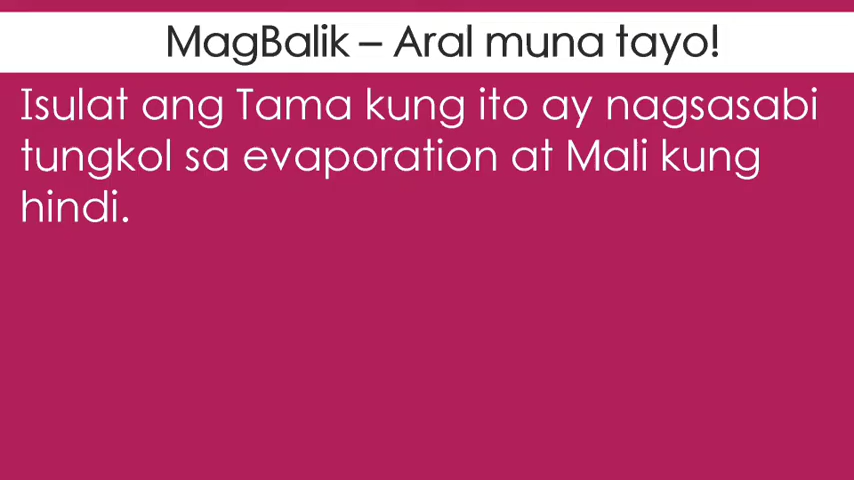 MagBalik – Aral muna tayo!
Isulat ang Tama kung ito ay nagsasabi
tungkol sa evaporation at Mali kung
hindi.